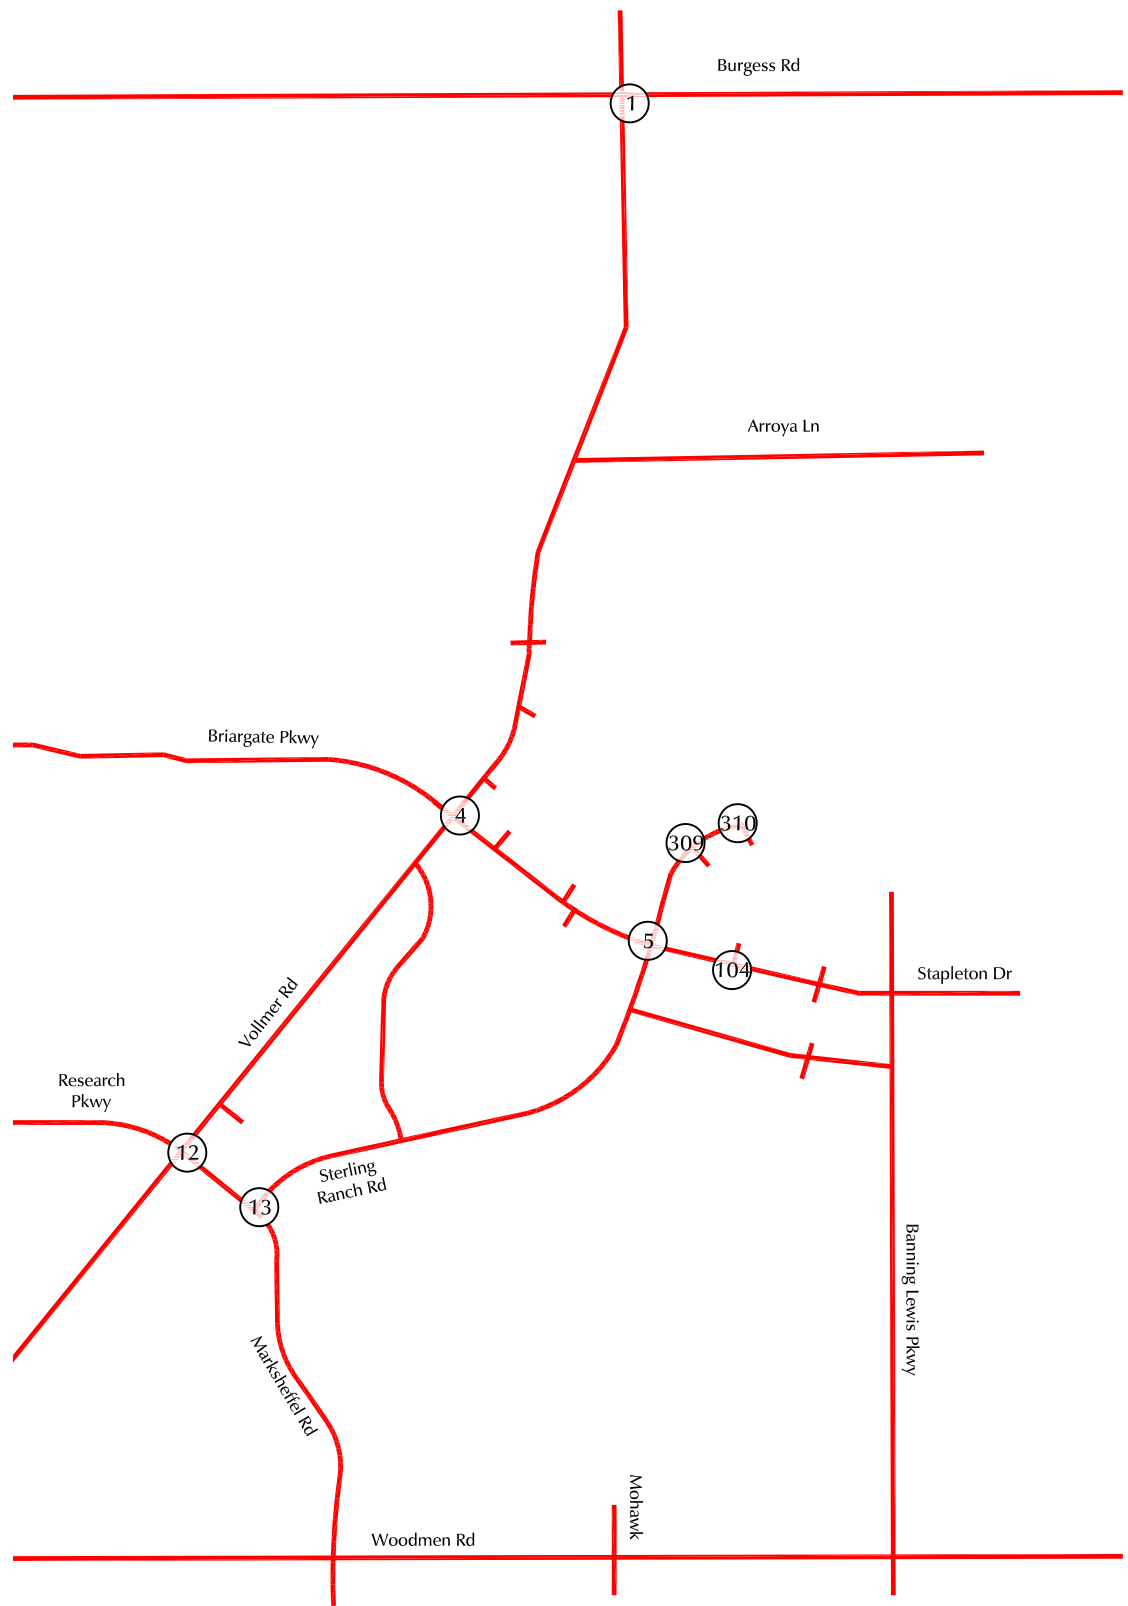 Burgess Rd
1
Arroya Ln
Briargate Pkwy
4
310
309
5
104
Stapleton Dr
Vollmer Rd
Research
Pkwy
12
Sterling
Ranch Rd
13
Banning Lewis Pkwy
Marksheffel Rd
Mohawk
Woodmen Rd